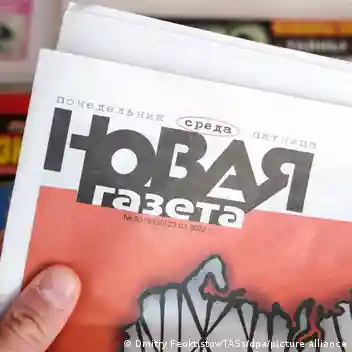 понедельник среда пятница
НОВАЯ
газета
© Dmitry Feoktistov/TASS/dpa/picture alliance